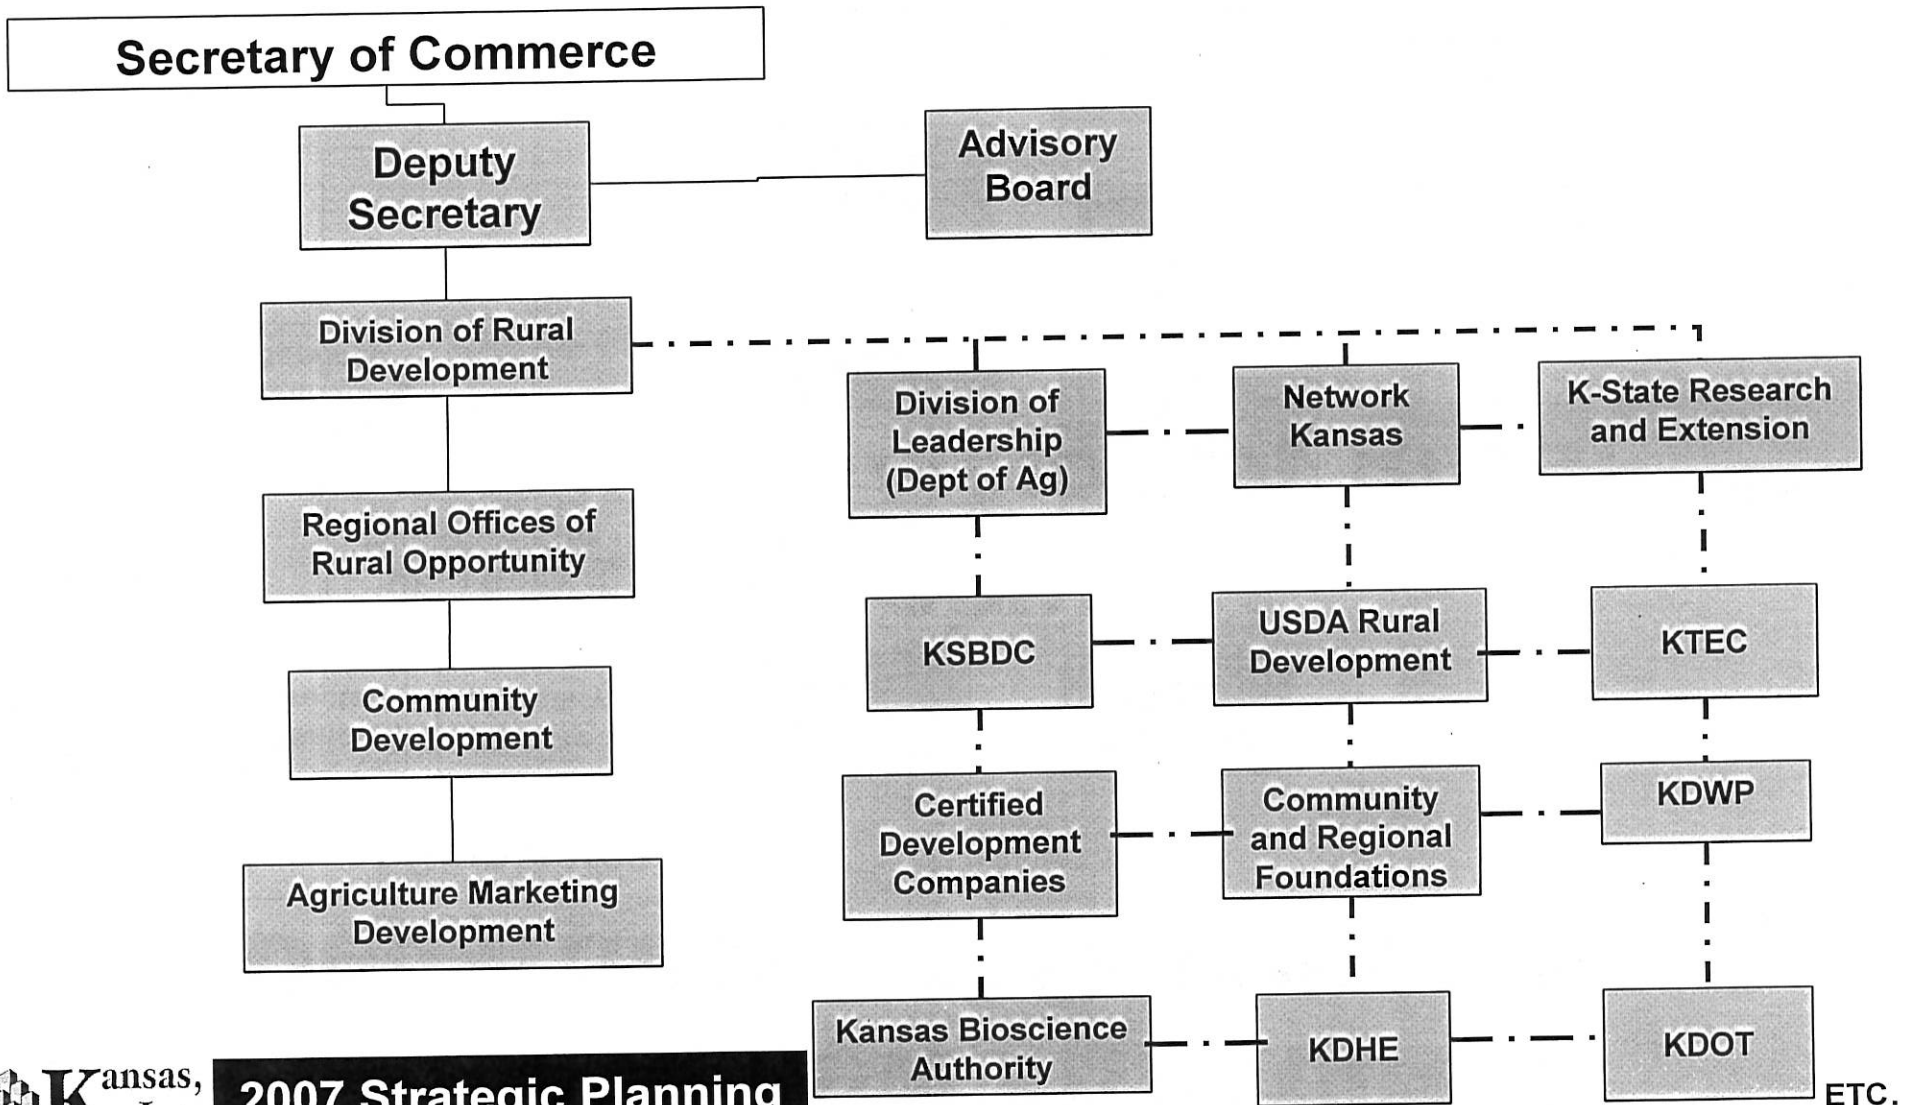 Secretary of Commerce
Deputy
Secretary
Advisory
Board
Division of Rural
Development
Division of
Leadership
(Dept of Ag)
Network
Kansas
K-State Research
and Extension
Regional Offices of
Rural Opportunity
KSBDC
USDA Rural
Development
KTEC
Community
Development
Certified
Development
Companies
Community
and Regional
Foundations
KDWP
Agriculture Marketing
Development
Kansas Bioscience
Authority
KDHE
KDOT
ETC.
Kansas,
2007 Strategic Planning